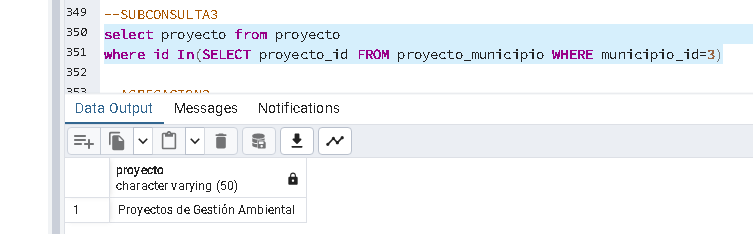 349 --SUBCONSULTA3
350 select proyecto from proyecto
351 where id In(SELECT proyecto_id FROM proyecto_municipio WHERE municipio_id=3)
352
Data Output Messages Notifications
proyecto
character varying (50)
1 Proyectos de Gestión Ambiental